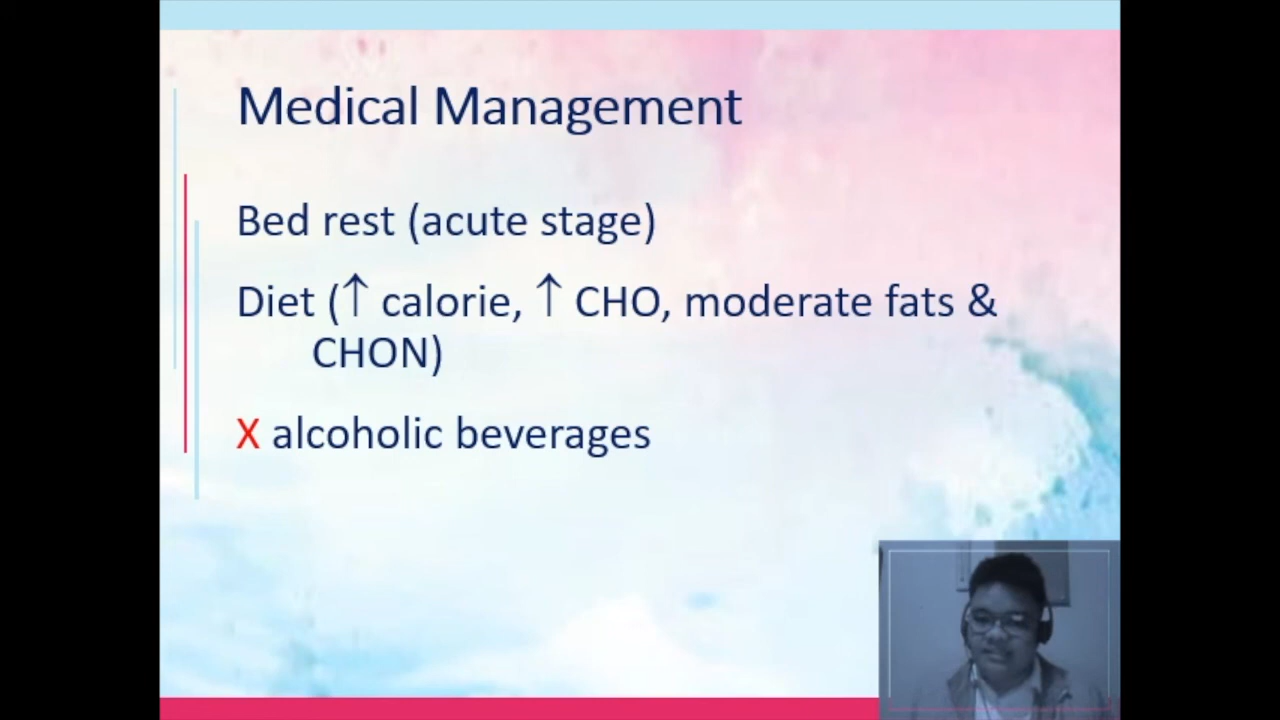 Medical Management
Bed rest (acute stage)
Diet (↑ calorie, ↑ CHO, moderate fats &
CHON)
X alcoholic beverages